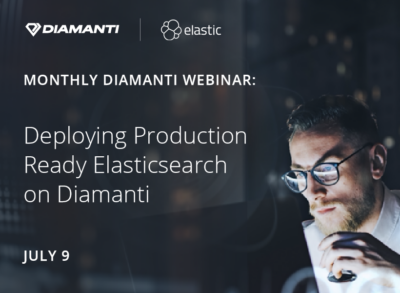 DIAMANTI elastic
MONTHLY DIAMANTI WEBINAR:
Deploying Production
Ready Elasticsearch
on Diamanti
JULY 9